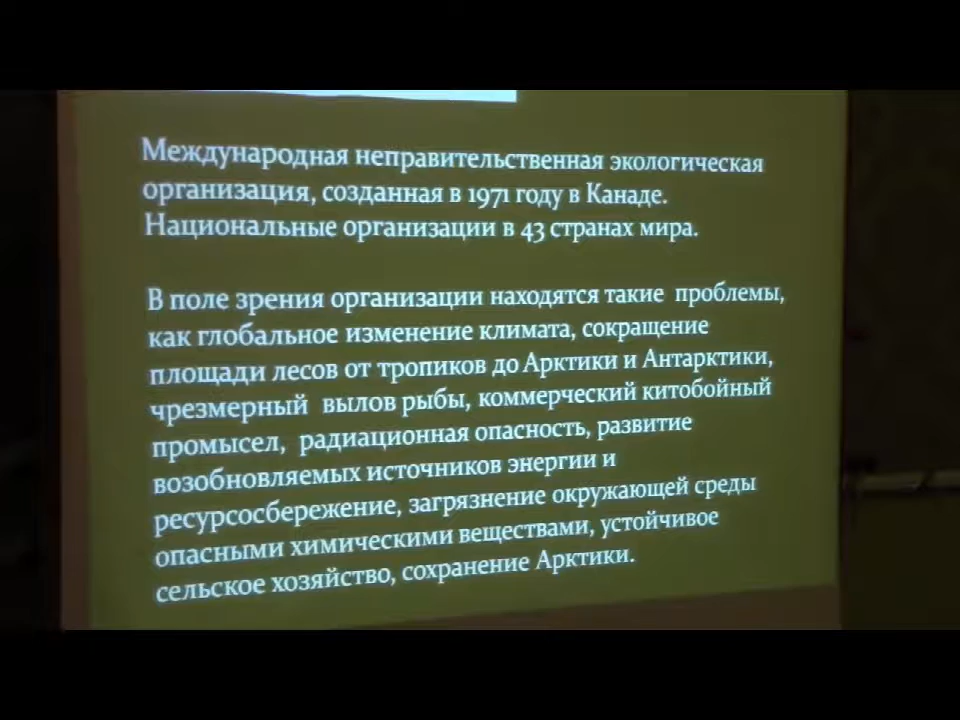 Международная неправительственная экологическая
организация, созданная в 1971 году в Канаде.
Национальные организации в 43 странах мира.
В поле зрения организации находятся такие проблемы,
как глобальное изменение климата, сокращение
площади лесов от тропиков до Арктики и Антарктики,
чрезмерный вылов рыбы, коммерческий китобойный
промысел, радиационная опасность, развитие
возобновляемых источников энергии и
ресурсосбережение, загрязнение окружающей среды
опасными химическими веществами, устойчивое
сельское хозяйство, сохранение Арктики.